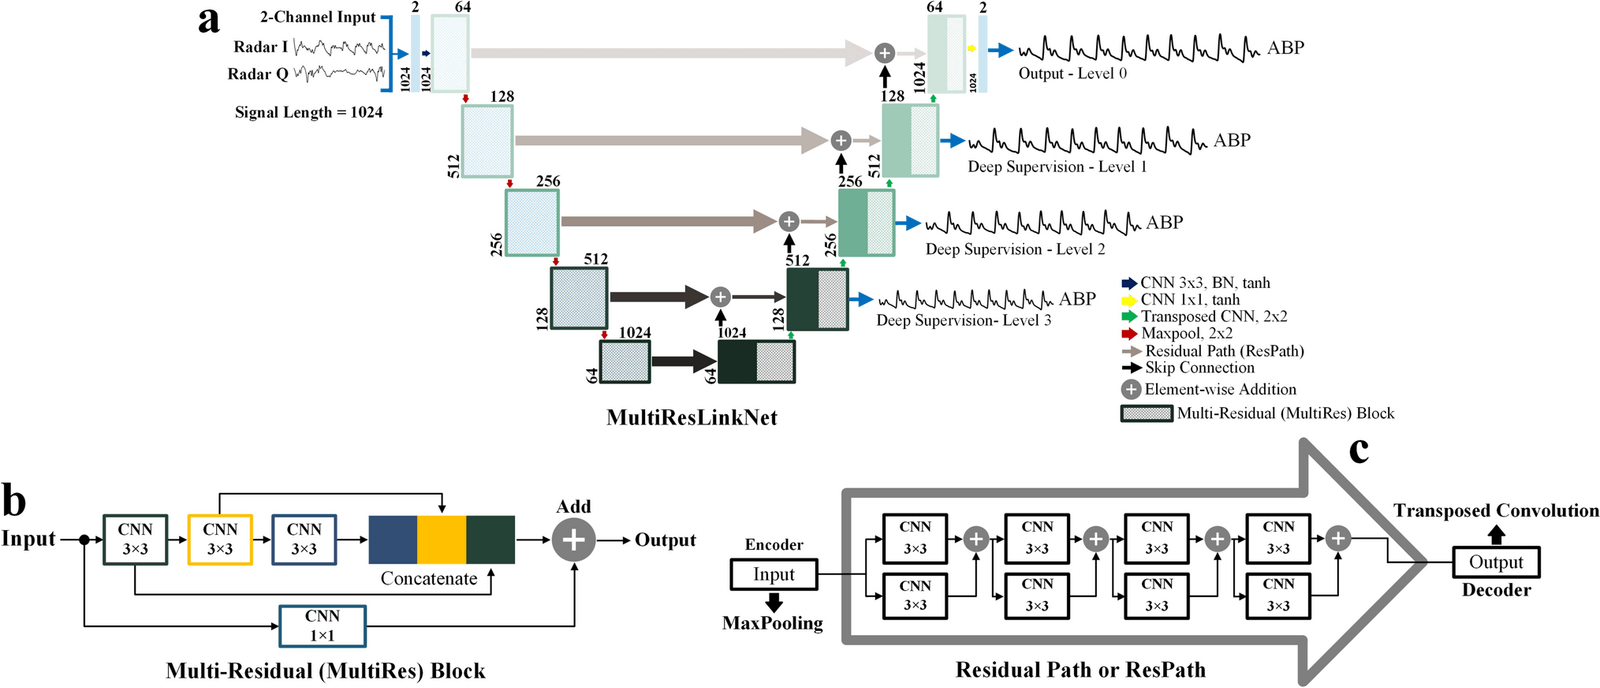 a
2-Channel Input
Radar I
Radar Q
Signal Length = 1024
2
64
1024
1024
128
512
256
256
512
128
1024
64
1024
64
512
128
256
256
128
512
64
1024
2
1024
ABP
Output - Level 0
ABP
Deep Supervision - Level 1
ABP
Deep Supervision - Level 2
ABP
Deep Supervision- Level 3
CNN 3x3, BN, tanh
CNN 1x1, tanh
Transposed CNN, 2x2
Maxpool, 2x2
Residual Path (ResPath)
Skip Connection
Element-wise Addition
Multi-Residual (MultiRes) Block
MultiResLinkNet
b
Input
CNN
3×3
CNN
3×3
CNN
3×3
Concatenate
Add
Output
CNN
1×1
Multi-Residual (MultiRes) Block
c
Encoder
Input
MaxPooling
CNN
3×3
CNN
3×3
CNN
3×3
CNN
3×3
CNN
3×3
CNN
3×3
CNN
3×3
CNN
3×3
Transposed Convolution
Output
Decoder
Residual Path or ResPath